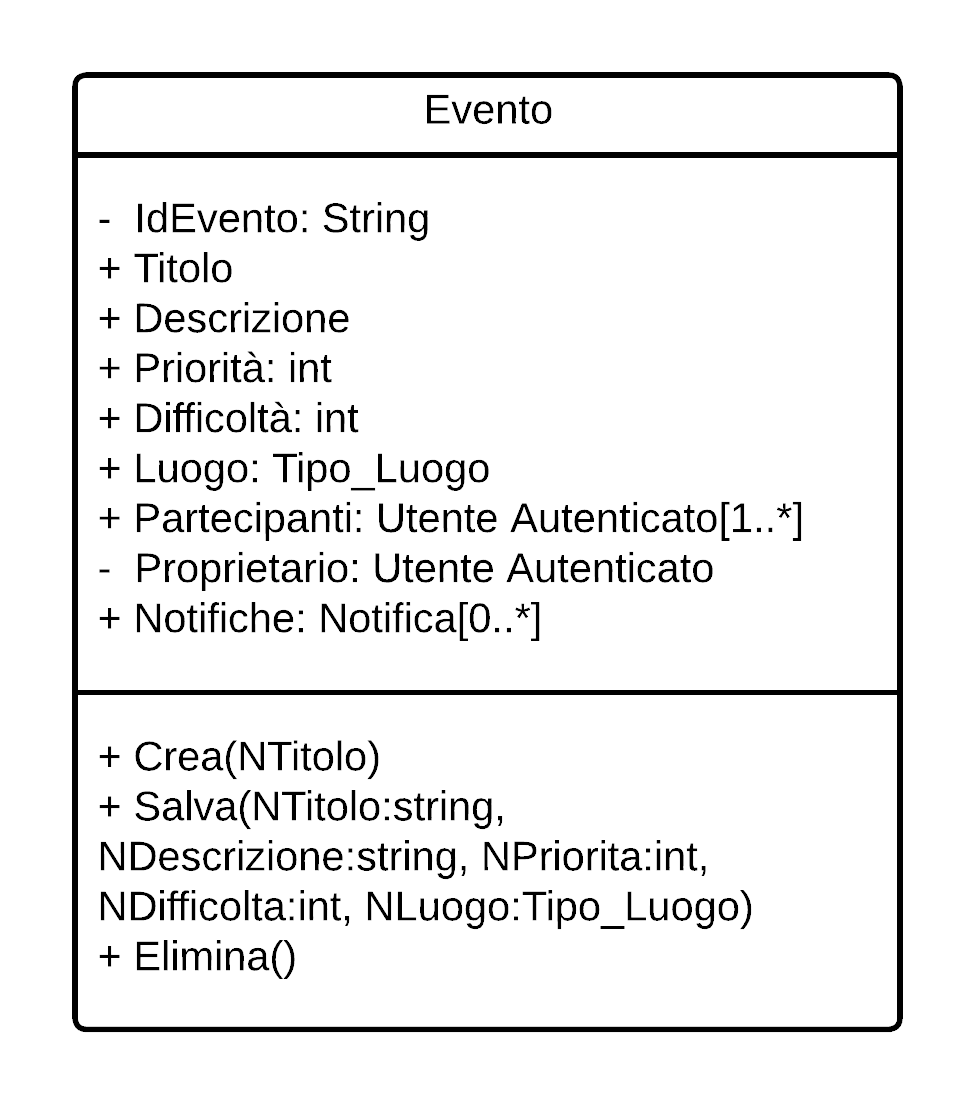 Evento
- IdEvento: String
+ Titolo
+ Descrizione
+ Priorità: int
+ Difficoltà: int
+ Luogo: Tipo_Luogo
+ Partecipanti: Utente Autenticato[1..*]
- Proprietario: Utente Autenticato
+ Notifiche: Notifica[0..*]
+ Crea(NTitolo)
+ Salva(NTitolo:string,
NDescrizione:string, NPriorita:int,
NDifficolta:int, NLuogo:Tipo_Luogo)
+ Elimina()